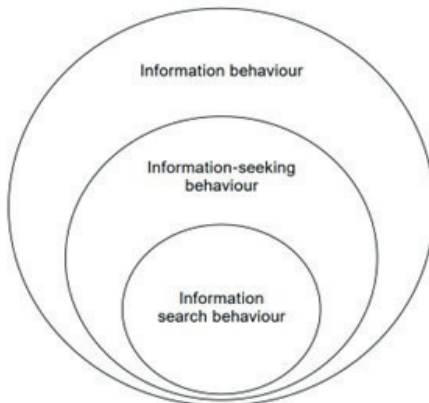 Information behaviour
Information-seeking
behaviour
Information
search behaviour